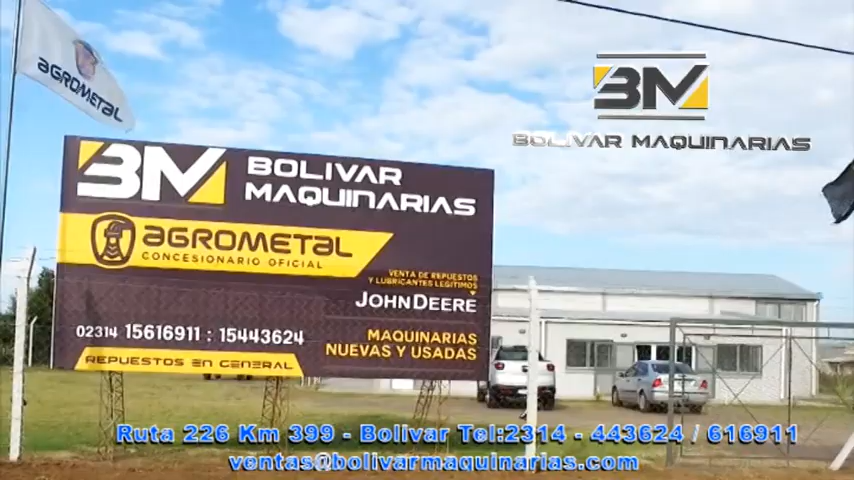 AGROMETAL
BM
BOLIVAR MAQUINARIAS
BM BOLIVAR
MAQUINARIAS
AGROMETAL
CONCESIONARIO OFICIAL
VENTA DE REPUESTOS
Y LUBRICANTES LEGITIMOS
JOHN DEERE
02314 15616911 : 15443624
MAQUINARIAS
NUEVAS Y USADAS
REPUESTOS EN GENERAL
Ruta 226 Km 399 - Bolivar Tel:2314 - 443624 / 616911
ventas@bolivarmaquinarias.com